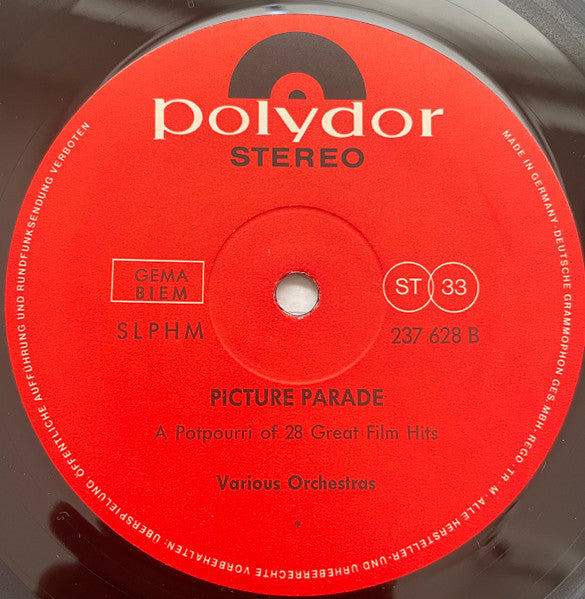 polydor
STEREO
GEMA
BIEM
SLPHM
ST 33
237 628 B
PICTURE PARADE
A Potpourri of 28 Great Film Hits
Various Orchestras
*
MADE IN GERMANY · DEUTSCHE GRAMMOPHON GES. MBH. · REGD. TR. M. · ALLE HERSTELLER- UND URHEBERRECHTE VORBEHALTEN · ÜBERSPIELUNG ÖFFENTLICHE AUFFÜHRUNG UND RUNDFUNKSENDUNG VERBOTEN